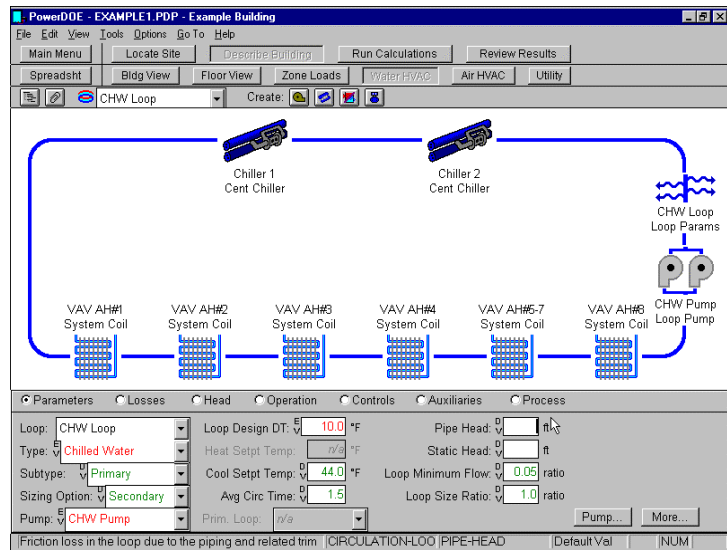 PowerDOE - EXAMPLE1.PDP - Example Building
File Edit View Tools Options Go To Help
Main Menu Locate Site Describe Building Run Calculations Review Results
Spreadsht Bldg View Floor View Zone Loads Water HVAC Air HVAC Utility
CHW Loop Create:
Chiller 1
Cent Chiller
Chiller 2
Cent Chiller
CHW Loop
Loop Params
CHW Pump
Loop Pump
VAV AH#1
System Coil
VAV AH#2
System Coil
VAV AH#3
System Coil
VAV AH#4
System Coil
VAV AH#5-7
System Coil
VAV AH#8
System Coil
Parameters Losses Head Operation Controls Auxiliaries Process
Loop: CHW Loop Loop Design DT: E V 10.0 °F Pipe Head: D V ft
Type: E V Chilled Water Heat Setpt Temp: n/a °F Static Head: D V ft
Subtype: D V Primary Cool Setpt Temp: D V 44.0 °F Loop Minimum Flow: D V 0.05 ratio
Sizing Option: D V Secondary Avg Circ Time: D V 1.5 Loop Size Ratio: D V 1.0 ratio
Pump: E V CHW Pump Prim. Loop: n/a Pump... More...
Friction loss in the loop due to the piping and related trim CIRCULATION-LOO PIPE-HEAD Default Val NUM